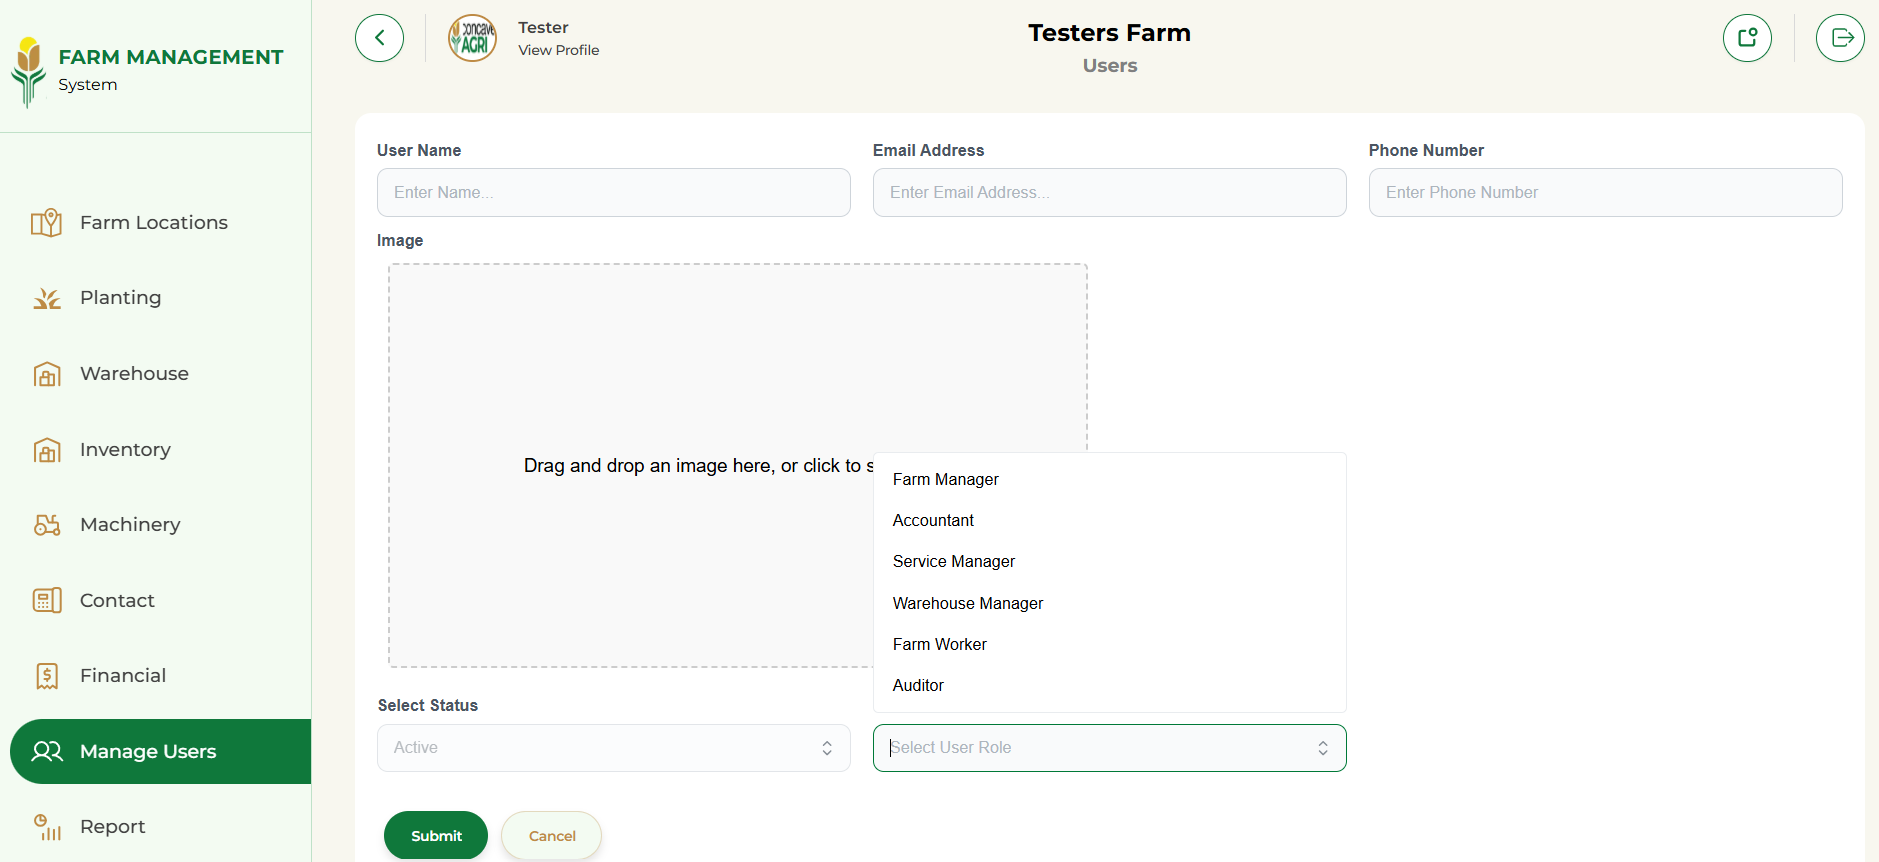 FARM MANAGEMENT
System
Farm Locations
Planting
Warehouse
Inventory
Machinery
Contact
Financial
Manage Users
Report
concave
AGRI
Tester
View Profile
Testers Farm
Users
User Name
Enter Name...
Email Address
Enter Email Address...
Phone Number
Enter Phone Number
Image
Drag and drop an image here, or click to s
Farm Manager
Accountant
Service Manager
Warehouse Manager
Farm Worker
Auditor
Select Status
Active
Select User Role
Submit
Cancel